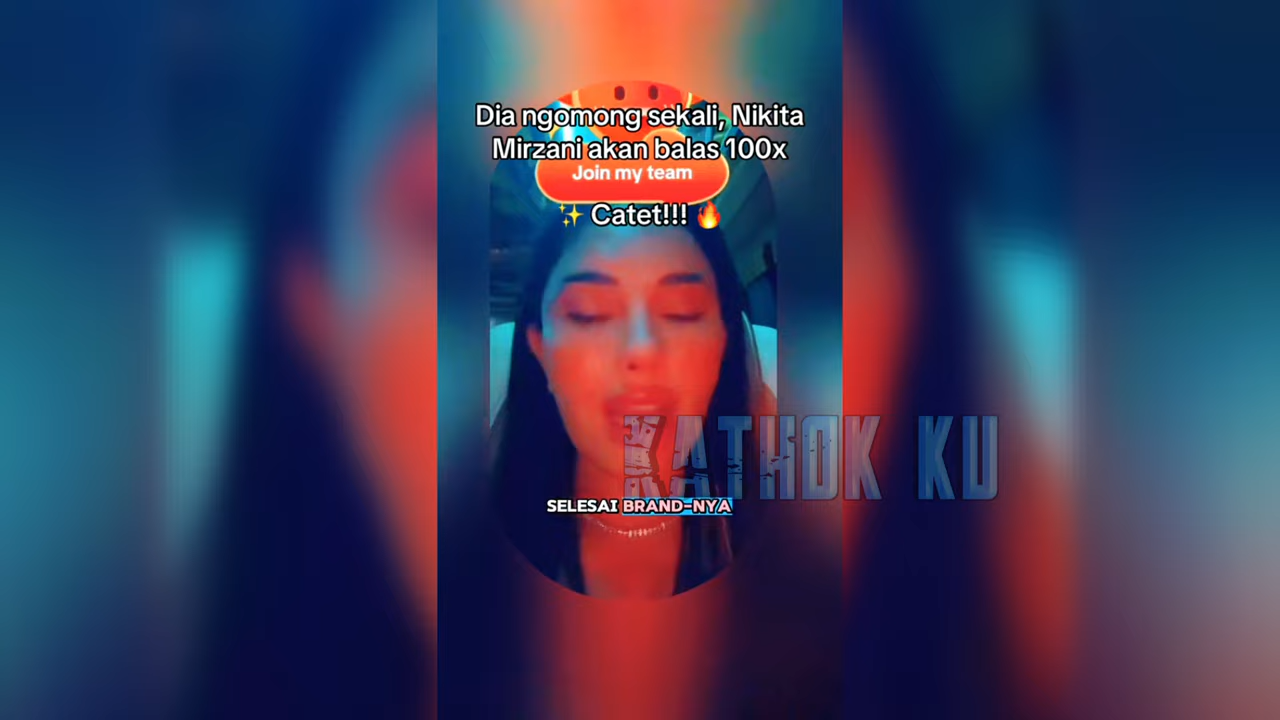 Dia ngomong sekali, Nikita
Mirzani akan balas 100x
Join my team
✨ Catet!!! 🔥
KATHOK KU
SELESAI BRAND-NYA